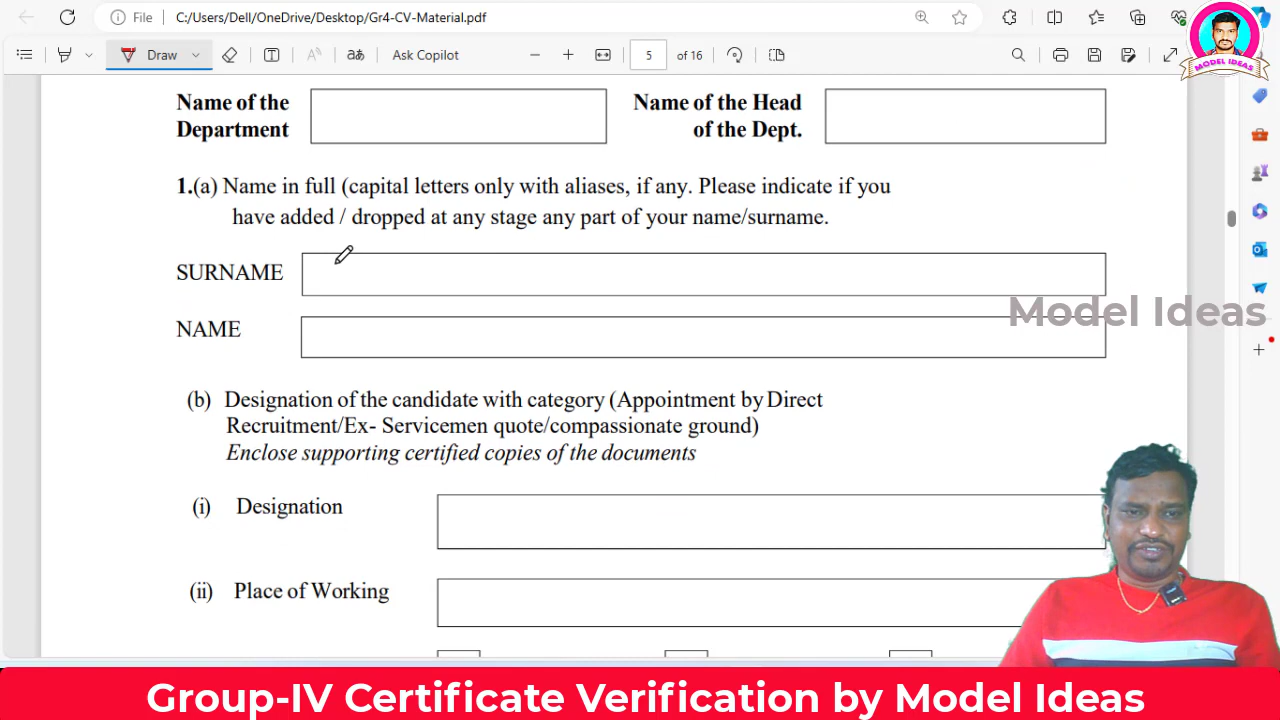 File
C:/Users/Dell/OneDrive/Desktop/Gr4-CV-Material.pdf
MODEL IDEAS
Draw
Ask Copilot
5 of 16
Name of the Department
Name of the Head of the Dept.
1.(a) Name in full (capital letters only with aliases, if any. Please indicate if you
have added / dropped at any stage any part of your name/surname.
SURNAME
NAME
Model Ideas
(b) Designation of the candidate with category (Appointment by Direct
Recruitment/Ex- Servicemen quote/compassionate ground)
Enclose supporting certified copies of the documents
(i) Designation
(ii) Place of Working
Group-IV Certificate Verification by Model Ideas